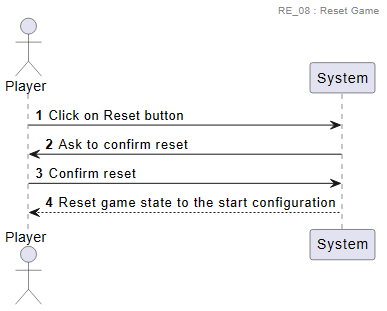 RE_08 : Reset Game
Player
System
1 Click on Reset button
2 Ask to confirm reset
3 Confirm reset
4 Reset game state to the start configuration
Player
System